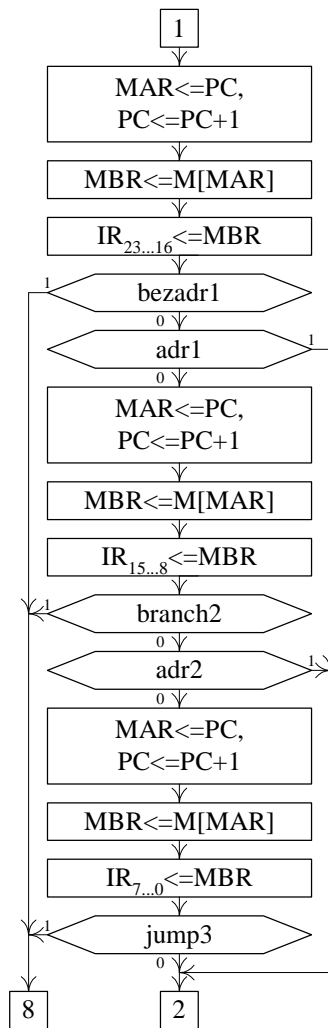 1
MAR<=PC,
PC<=PC+1
MBR<=M[MAR]
IR23...16<=MBR
1 bezadr1
0
adr1 1
0
MAR<=PC,
PC<=PC+1
MBR<=M[MAR]
IR15...8<=MBR
1 branch2
0
adr2 1
0
MAR<=PC,
PC<=PC+1
MBR<=M[MAR]
IR7...0<=MBR
1 jump3
0
8 2